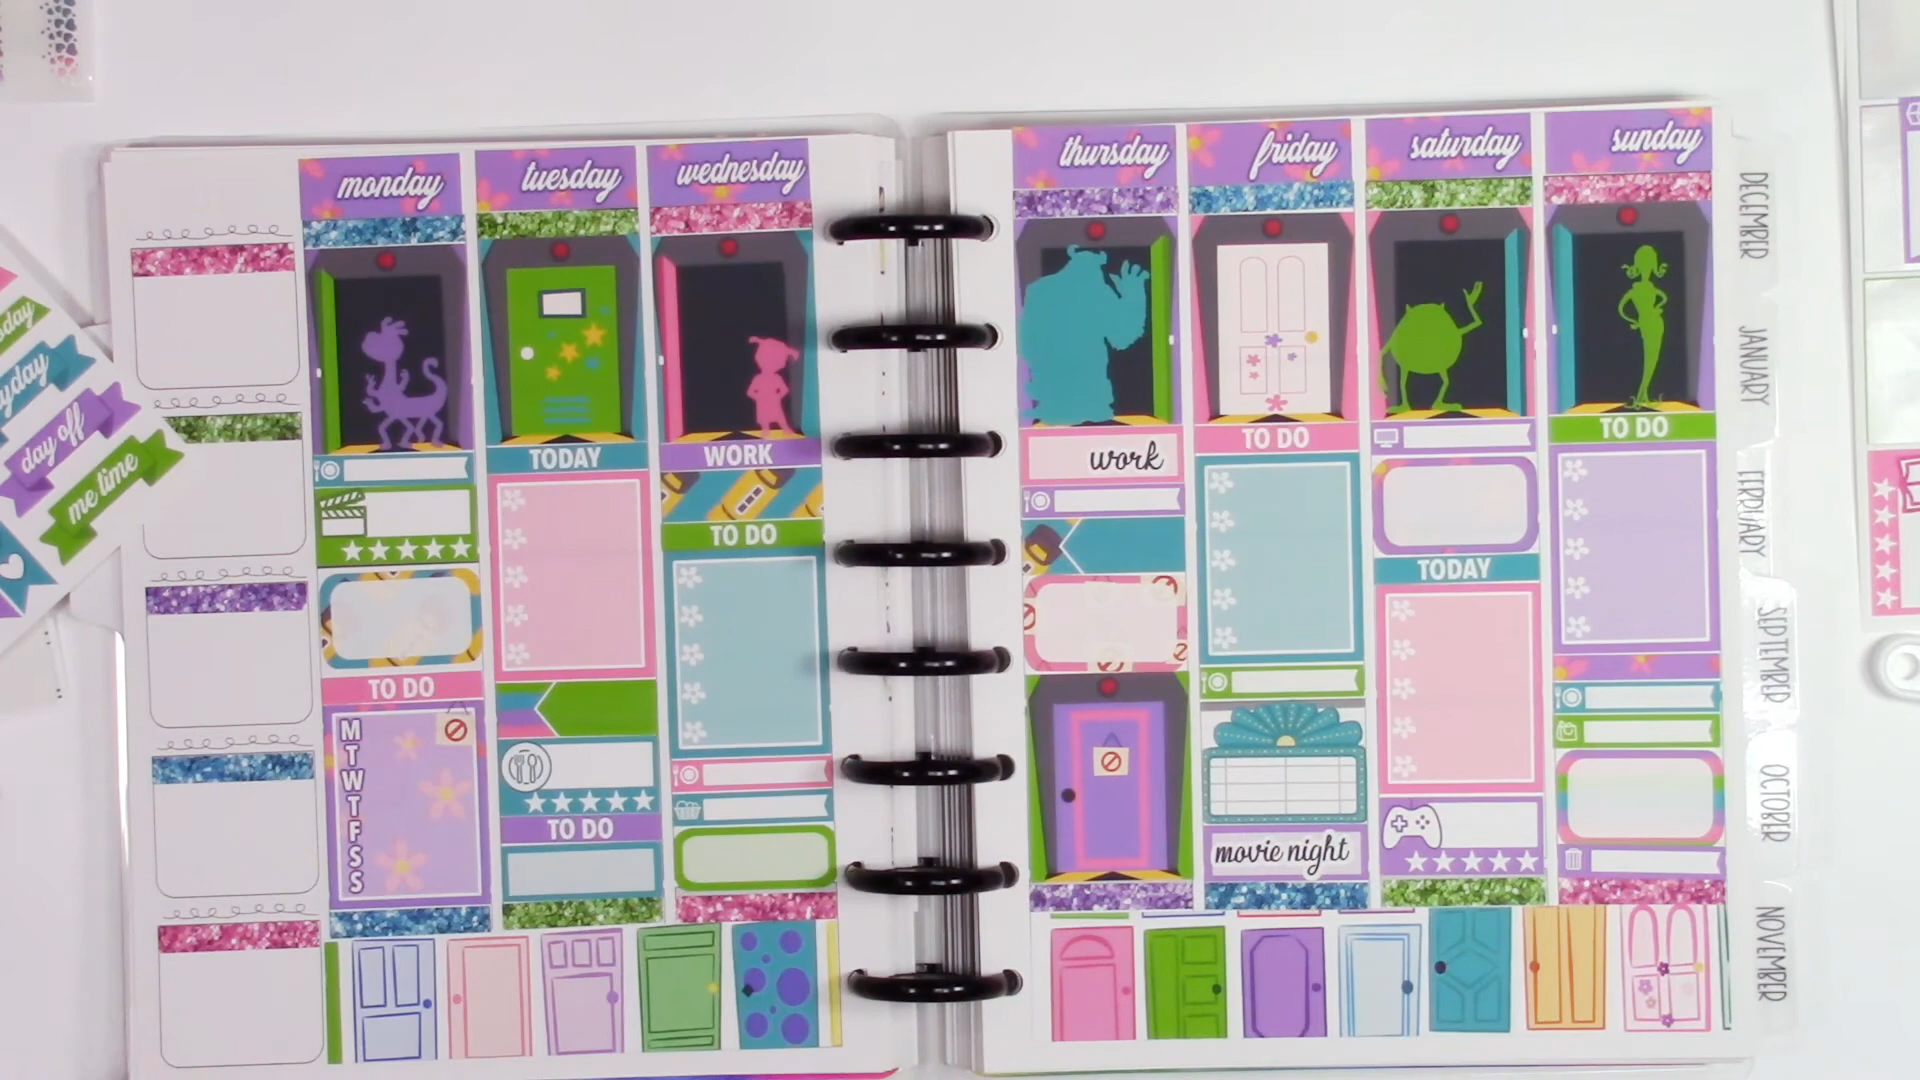 monday
tuesday
wednesday
thursday
friday
saturday
sunday
day off
me time
TODAY
WORK
TO DO
TO DO
M
T
W
T
F
S
S
TO DO
work
TO DO
TO DO
TODAY
movie night
DECEMBER
JANUARY
FEBRUARY
SEPTEMBER
OCTOBER
NOVEMBER